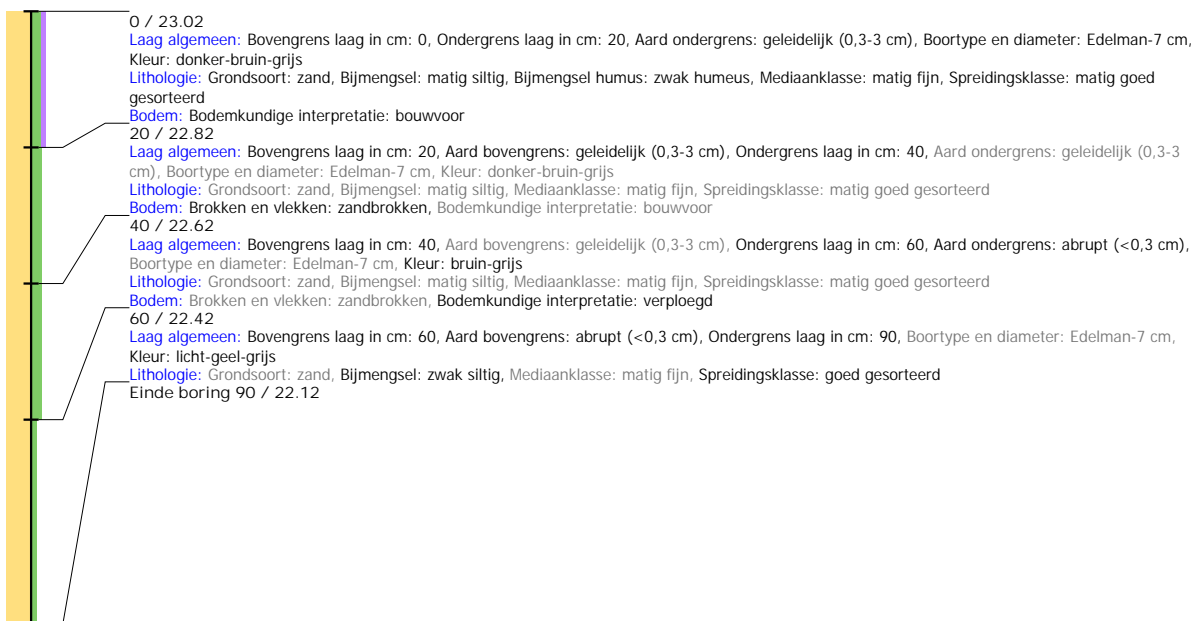 0 / 23.02
Laag algemeen: Bovengrens laag in cm: 0, Ondergrens laag in cm: 20, Aard ondergrens: geleidelijk (0,3-3 cm), Boortype en diameter: Edelman-7 cm,
Kleur: donker-bruin-grijs
Lithologie: Grondsoort: zand, Bijmengsel: matig siltig, Bijmengsel humus: zwak humeus, Mediaanklasse: matig fijn, Spreidingsklasse: matig goed
gesorteerd
Bodem: Bodemkundige interpretatie: bouwvoor
20 / 22.82
Laag algemeen: Bovengrens laag in cm: 20, Aard bovengrens: geleidelijk (0,3-3 cm), Ondergrens laag in cm: 40, Aard ondergrens: geleidelijk (0,3-3
cm), Boortype en diameter: Edelman-7 cm, Kleur: donker-bruin-grijs
Lithologie: Grondsoort: zand, Bijmengsel: matig siltig, Mediaanklasse: matig fijn, Spreidingsklasse: matig goed gesorteerd
Bodem: Brokken en vlekken: zandbrokken, Bodemkundige interpretatie: bouwvoor
40 / 22.62
Laag algemeen: Bovengrens laag in cm: 40, Aard bovengrens: geleidelijk (0,3-3 cm), Ondergrens laag in cm: 60, Aard ondergrens: abrupt (<0,3 cm),
Boortype en diameter: Edelman-7 cm, Kleur: bruin-grijs
Lithologie: Grondsoort: zand, Bijmengsel: matig siltig, Mediaanklasse: matig fijn, Spreidingsklasse: matig goed gesorteerd
Bodem: Brokken en vlekken: zandbrokken, Bodemkundige interpretatie: verploegd
60 / 22.42
Laag algemeen: Bovengrens laag in cm: 60, Aard bovengrens: abrupt (<0,3 cm), Ondergrens laag in cm: 90, Boortype en diameter: Edelman-7 cm,
Kleur: licht-geel-grijs
Lithologie: Grondsoort: zand, Bijmengsel: zwak siltig, Mediaanklasse: matig fijn, Spreidingsklasse: goed gesorteerd
Einde boring 90 / 22.12